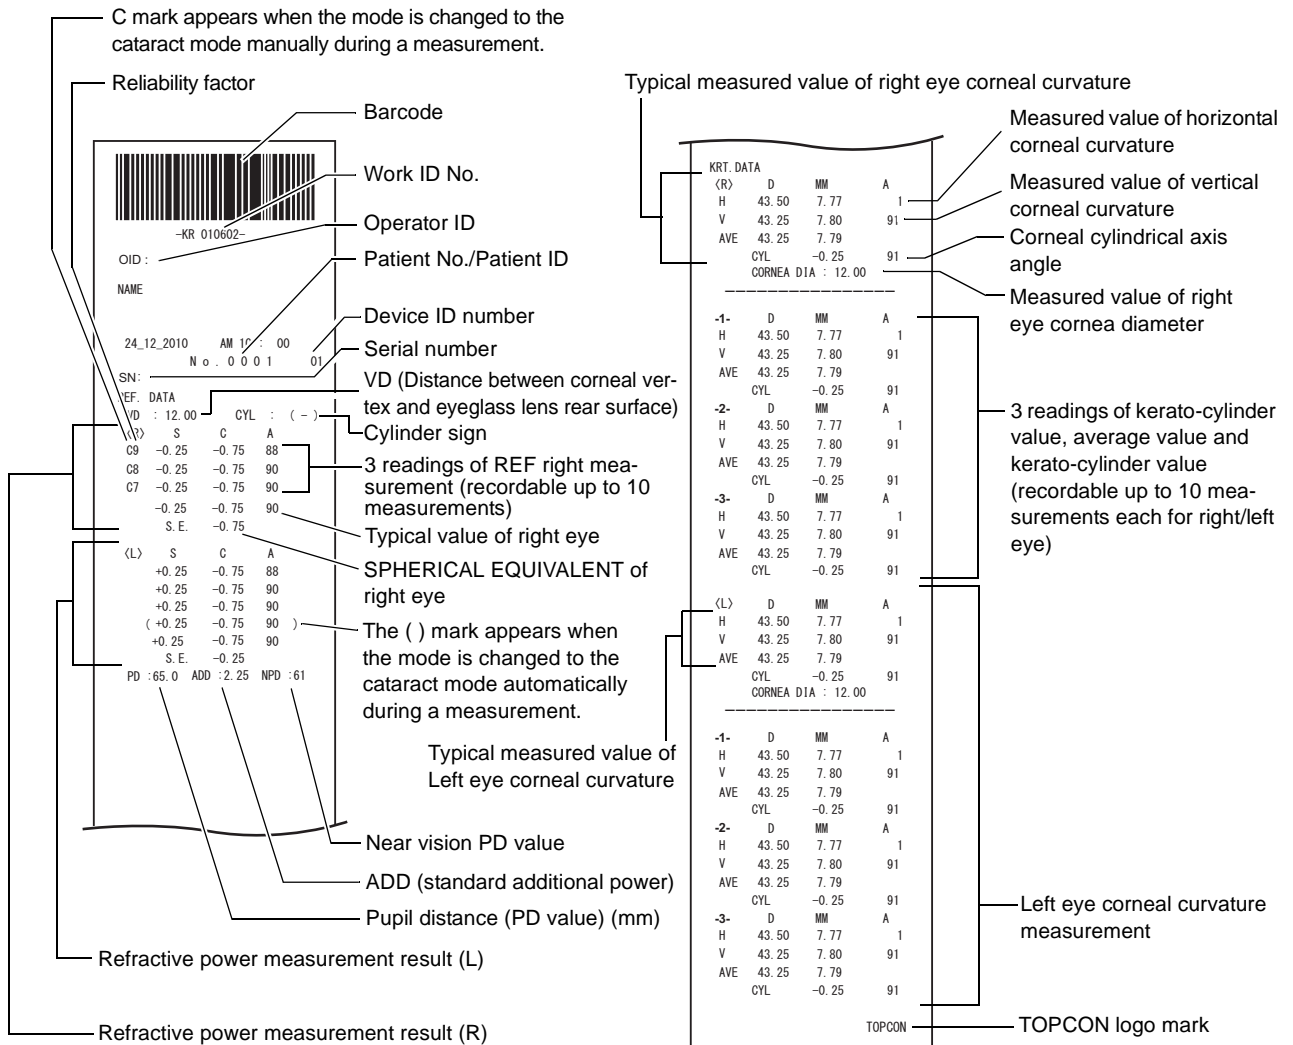 C mark appears when the mode is changed to the
cataract mode manually during a measurement.
Reliability factor
Barcode
Work ID No.
Operator ID
Patient No./Patient ID
Device ID number
Serial number
VD (Distance between corneal ver-
tex and eyeglass lens rear surface)
Cylinder sign
3 readings of REF right mea-
surement (recordable up to 10
measurements)
Typical value of right eye
SPHERICAL EQUIVALENT of
right eye
The ( ) mark appears when
the mode is changed to the
cataract mode automatically
during a measurement.
Near vision PD value
ADD (standard additional power)
Pupil distance (PD value) (mm)
Refractive power measurement result (L)
Refractive power measurement result (R)
-KR 010602-
OID :
NAME
24_12_2010 AM 10 : 00
No. 0001 01
SN:
REF. DATA
VD : 12.00 CYL : (-)
<R> S C A
C9 -0.25 -0.75 88
C8 -0.25 -0.75 90
C7 -0.25 -0.75 90
-0.25 -0.75 90
S.E. -0.75
<L> S C A
+0.25 -0.75 88
+0.25 -0.75 90
+0.25 -0.75 90
( +0.25 -0.75 90 )
+0.25 -0.75 90
S.E. -0.25
PD :65.0 ADD :2.25 NPD :61
Typical measured value of right eye corneal curvature
Measured value of horizontal
corneal curvature
Measured value of vertical
corneal curvature
Corneal cylindrical axis
angle
Measured value of right
eye cornea diameter
3 readings of kerato-cylinder
value, average value and
kerato-cylinder value
(recordable up to 10 mea-
surements each for right/left
eye)
Typical measured value of
Left eye corneal curvature
Left eye corneal curvature
measurement
TOPCON logo mark
KRT.DATA
<R> D MM A
H 43.50 7.77 1
V 43.25 7.80 91
AVE 43.25 7.79
CYL -0.25 91
CORNEA DIA : 12.00
-1- D MM A
H 43.50 7.77 1
V 43.25 7.80 91
AVE 43.25 7.79
CYL -0.25 91
-2- D MM A
H 43.50 7.77 1
V 43.25 7.80 91
AVE 43.25 7.79
CYL -0.25 91
-3- D MM A
H 43.50 7.77 1
V 43.25 7.80 91
AVE 43.25 7.79
CYL -0.25 91
<L> D MM A
H 43.50 7.77 1
V 43.25 7.80 91
AVE 43.25 7.79
CYL -0.25 91
CORNEA DIA : 12.00
-1- D MM A
H 43.50 7.77 1
V 43.25 7.80 91
AVE 43.25 7.79
CYL -0.25 91
-2- D MM A
H 43.50 7.77 1
V 43.25 7.80 91
AVE 43.25 7.79
CYL -0.25 91
-3- D MM A
H 43.50 7.77 1
V 43.25 7.80 91
AVE 43.25 7.79
CYL -0.25 91
TOPCON